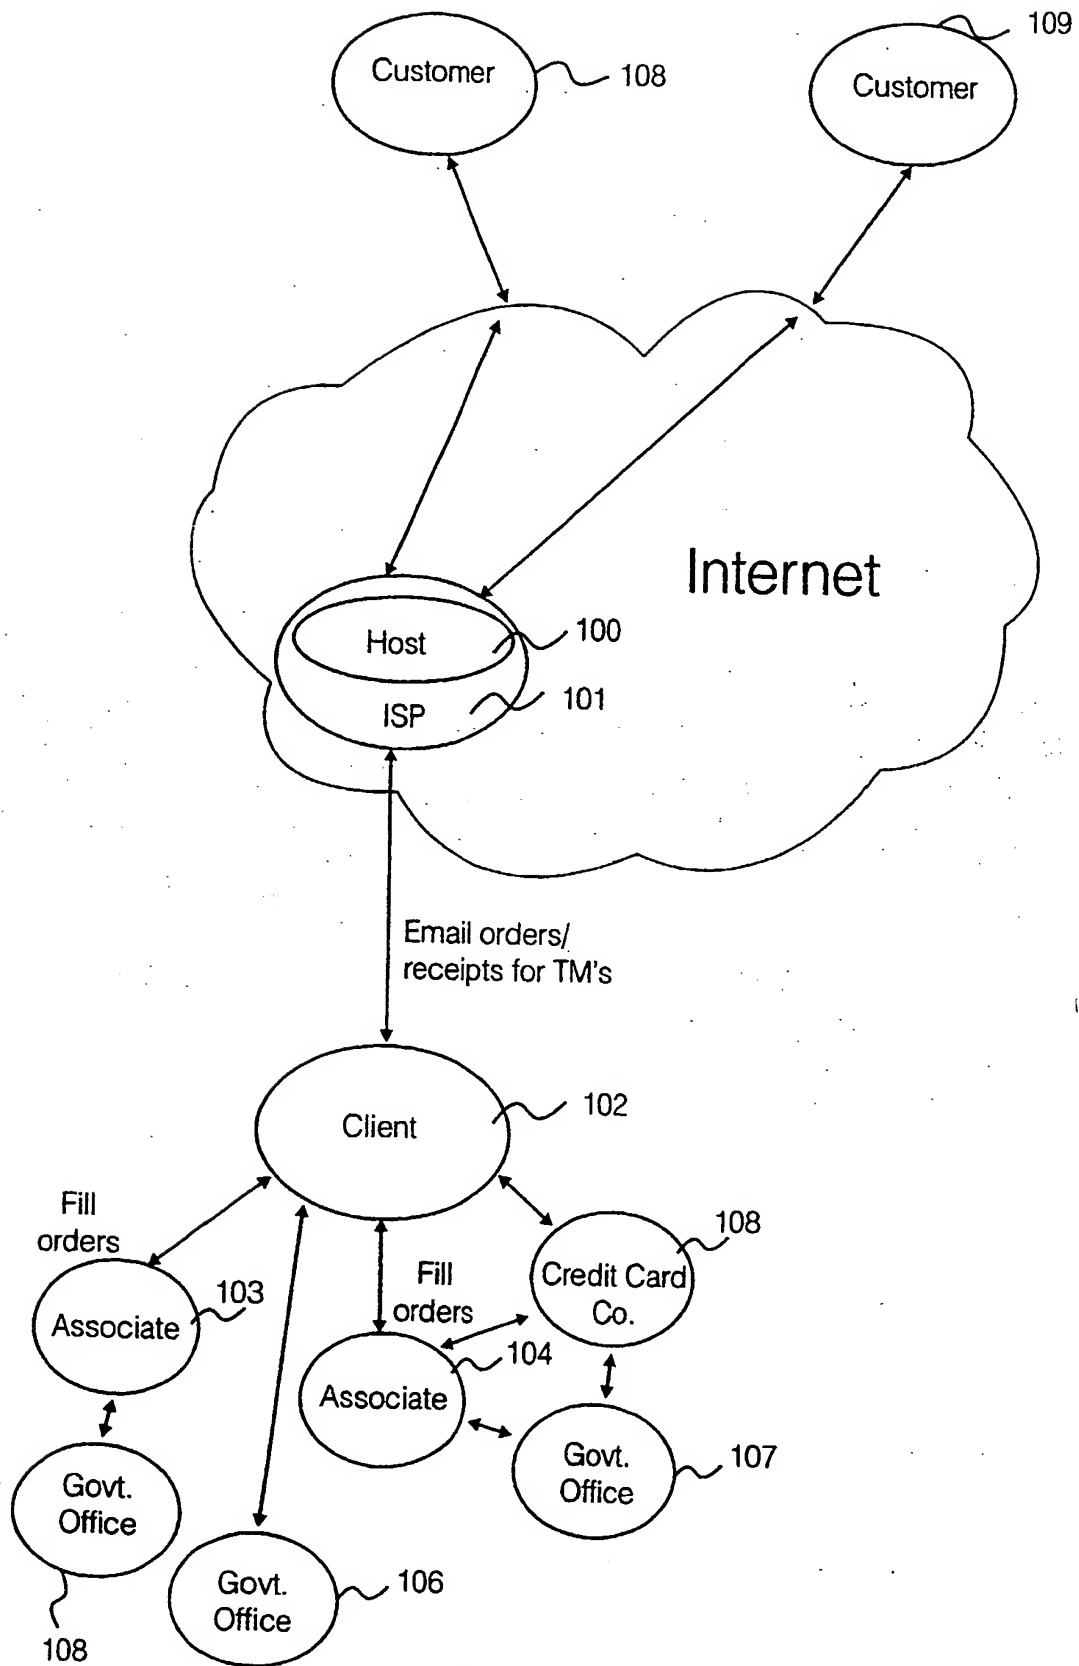 109
Customer
108
Customer
Internet
Host
100
ISP
101
Email orders/
receipts for TM's
Client
102
Fill
orders
108
Credit Card
Co.
Fill
orders
103
Associate
104
Associate
Govt.
Office
107
Govt.
Office
108
Govt.
Office
106